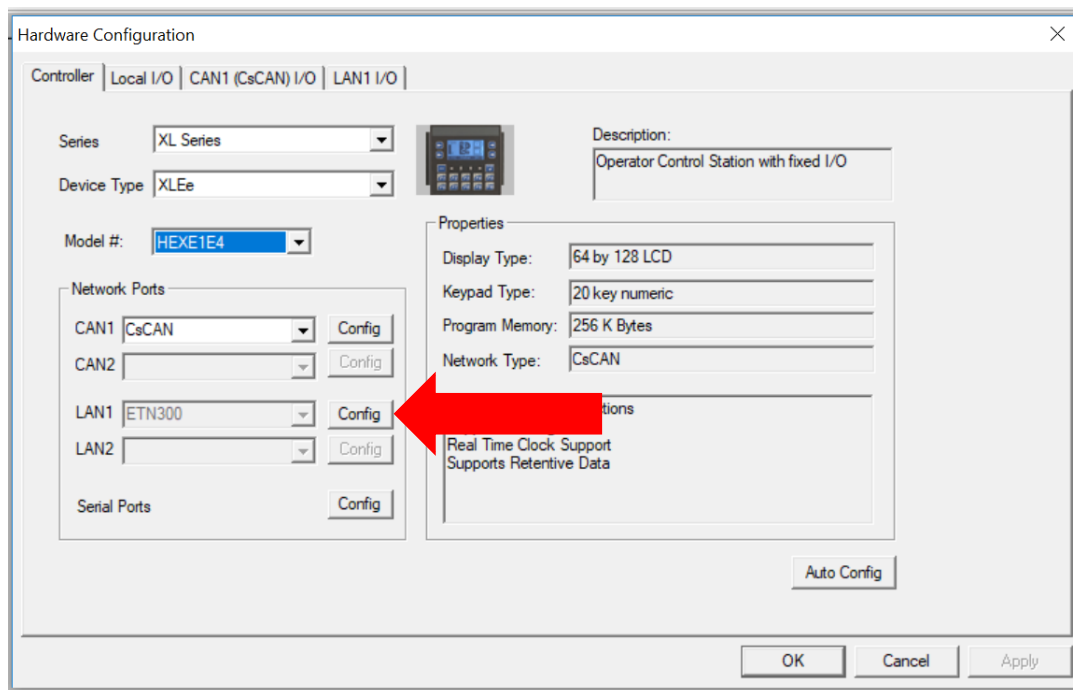 Hardware Configuration
Controller Local I/O CAN1 (CsCAN) I/O LAN1 I/O
Series XL Series
Device Type XLEe
Model #: HEXE1E4
Description:
Operator Control Station with fixed I/O
Network Ports
CAN1 CsCAN Config
CAN2 Config
LAN1 ETN300 Config
LAN2 Config
Serial Ports Config
Properties
Display Type: 64 by 128 LCD
Keypad Type: 20 key numeric
Program Memory: 256 K Bytes
Network Type: CsCAN
Real Time Clock Support
Supports Retentive Data
Auto Config
OK Cancel Apply